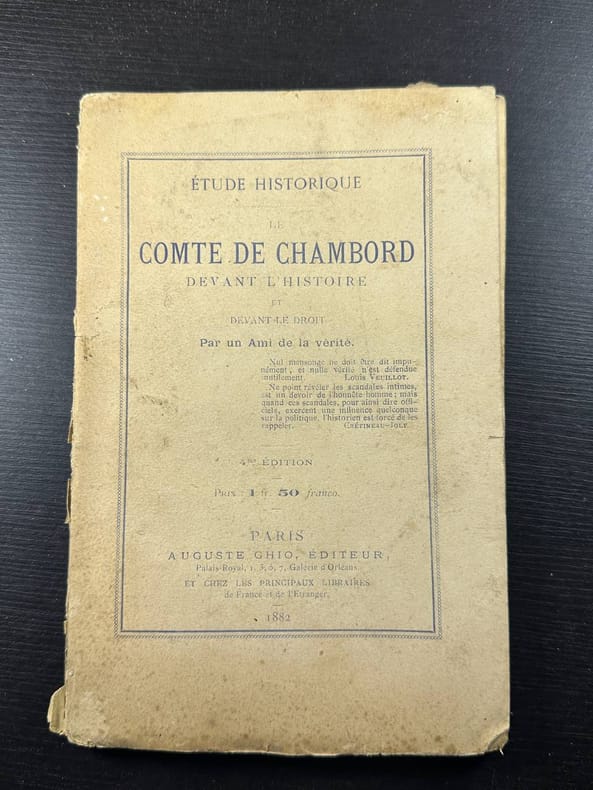 ÉTUDE HISTORIQUE
LE
COMTE DE CHAMBORD
DEVANT L'HISTOIRE
ET
DEVANT LE DROIT
Par un Ami de la vérité.
Nul mensonge ne doit être dit impu-
nément, et nulle vérité n'est défendue
inutilement. Louis VEUILLOT.
Ne point révéler les scandales intimes,
est un devoir de l'honnête homme; mais
quand ces scandales, pour ainsi dire offi-
ciels, exercent une influence quelconque
sur la politique, l'historien est forcé de les
rappeler. CRÉTINEAU-JOLY.
4me ÉDITION
PRIX : 1 fr. 50 franco.
PARIS
AUGUSTE GHIO, ÉDITEUR,
Palais-Royal, 1, 3, 5, 7, Galerie d'Orléans
ET CHEZ LES PRINCIPAUX LIBRAIRES
de France et de l'Etranger.
1882